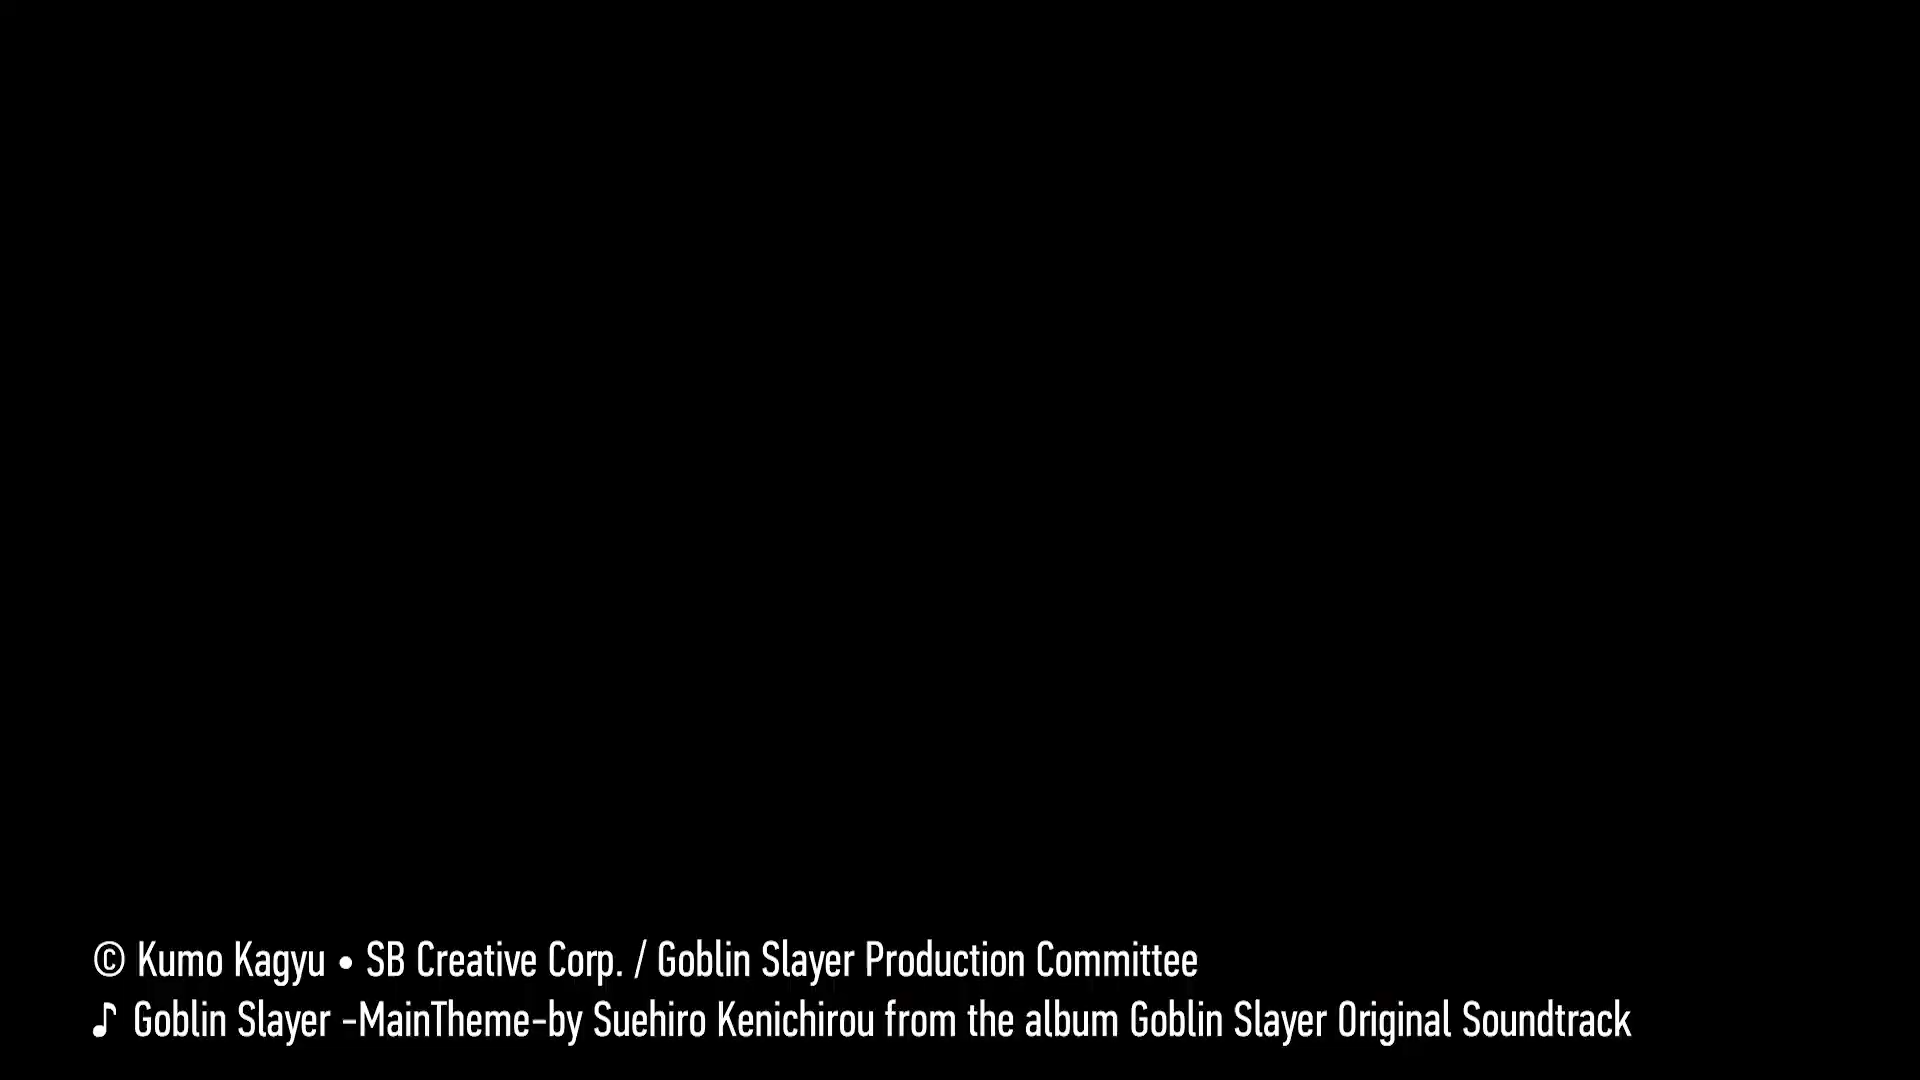 © Kumo Kagyu • SB Creative Corp. / Goblin Slayer Production Committee
♪ Goblin Slayer -MainTheme-by Suehiro Kenichirou from the album Goblin Slayer Original Soundtrack